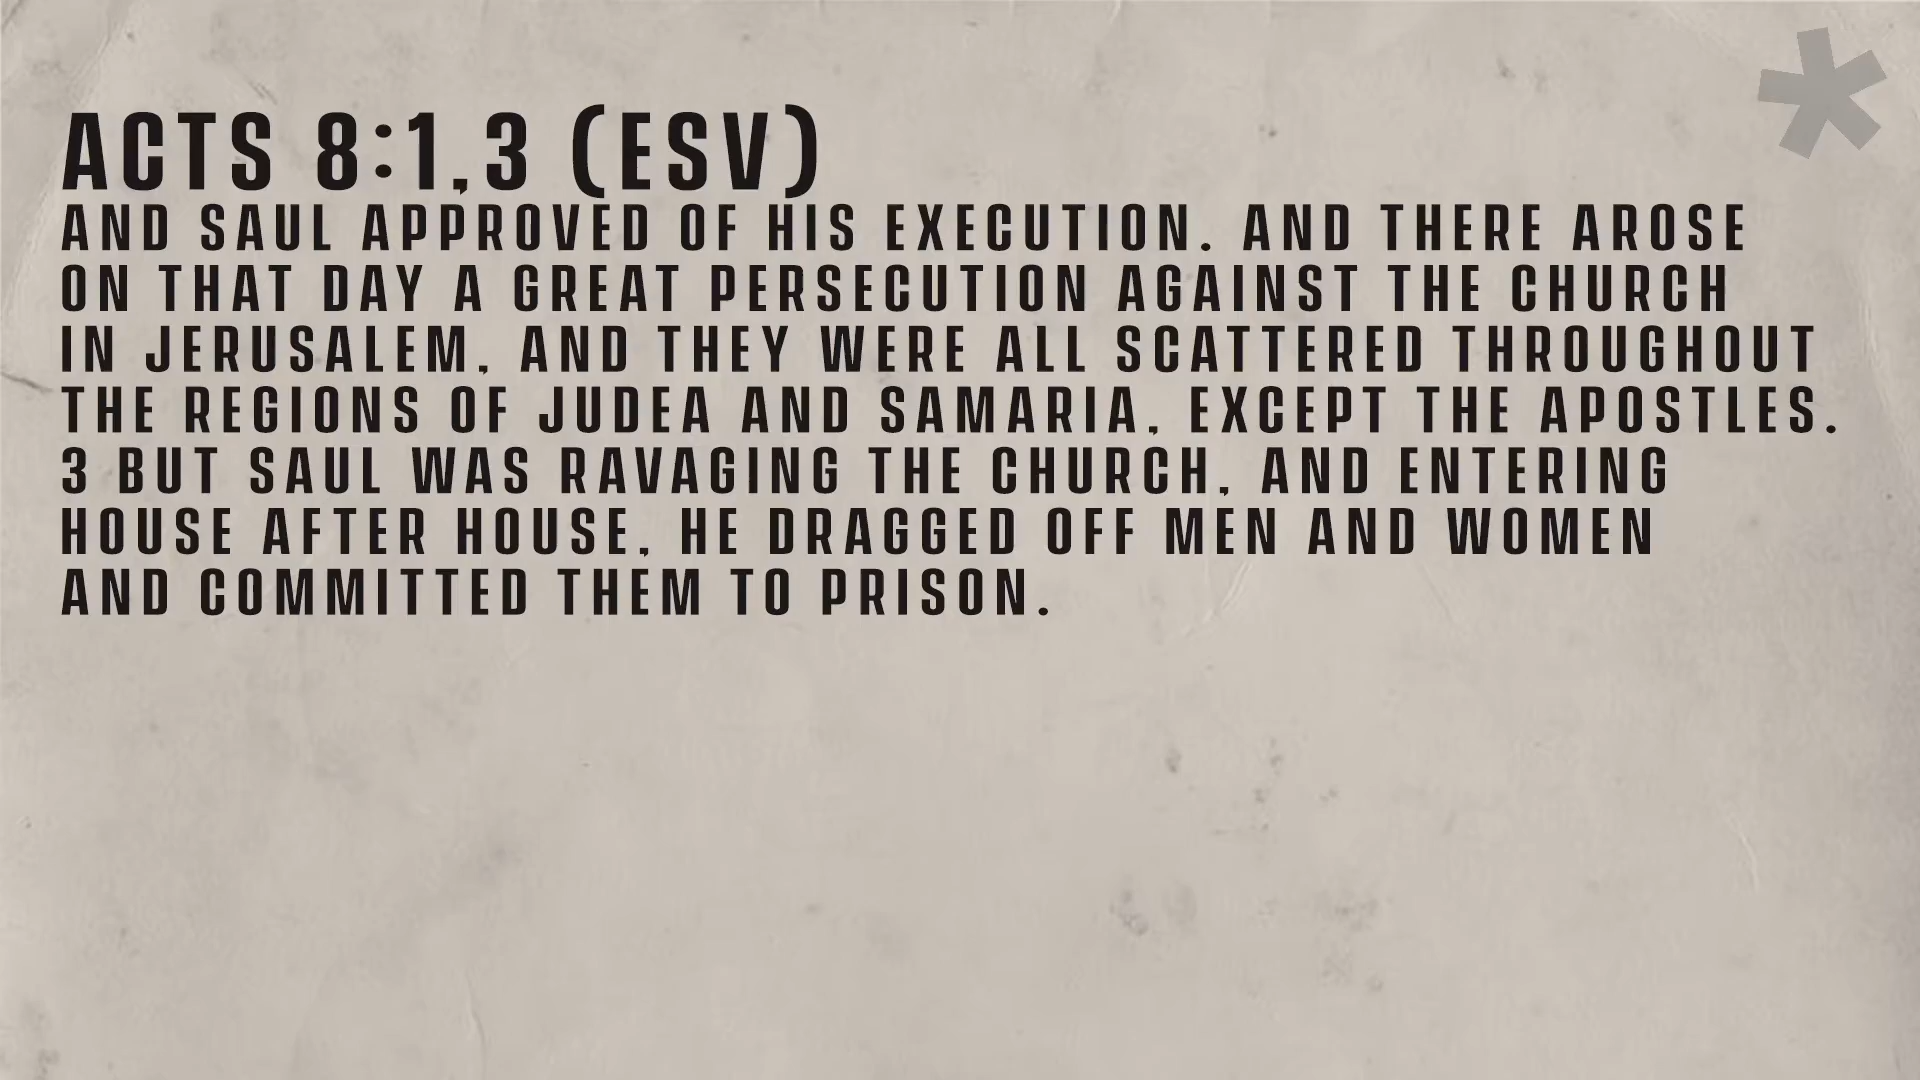 ACTS 8:1,3 (ESV)
AND SAUL APPROVED OF HIS EXECUTION. AND THERE AROSE
ON THAT DAY A GREAT PERSECUTION AGAINST THE CHURCH
IN JERUSALEM, AND THEY WERE ALL SCATTERED THROUGHOUT
THE REGIONS OF JUDEA AND SAMARIA, EXCEPT THE APOSTLES.
3 BUT SAUL WAS RAVAGING THE CHURCH, AND ENTERING
HOUSE AFTER HOUSE, HE DRAGGED OFF MEN AND WOMEN
AND COMMITTED THEM TO PRISON.